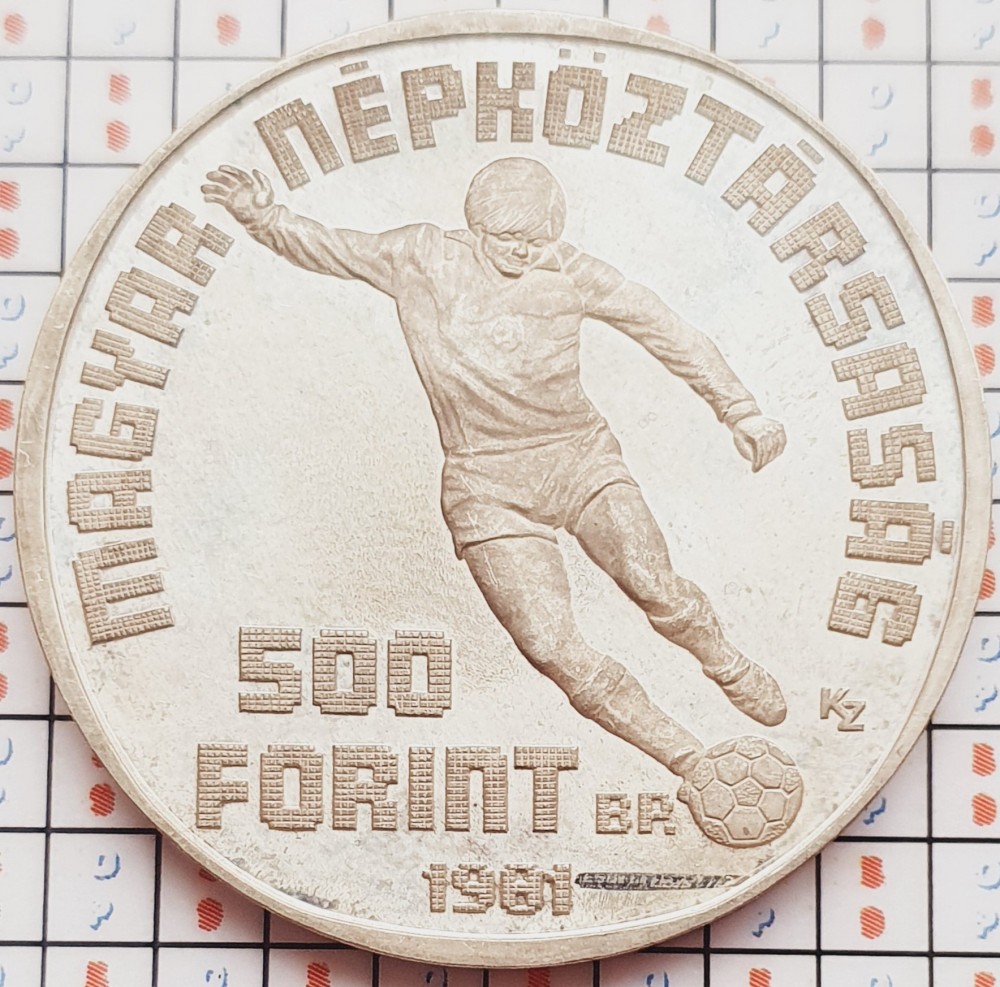 MAGYAR NÉPKÖZTÁRSASÁG
500
FORINT
BP.
1981
KZ